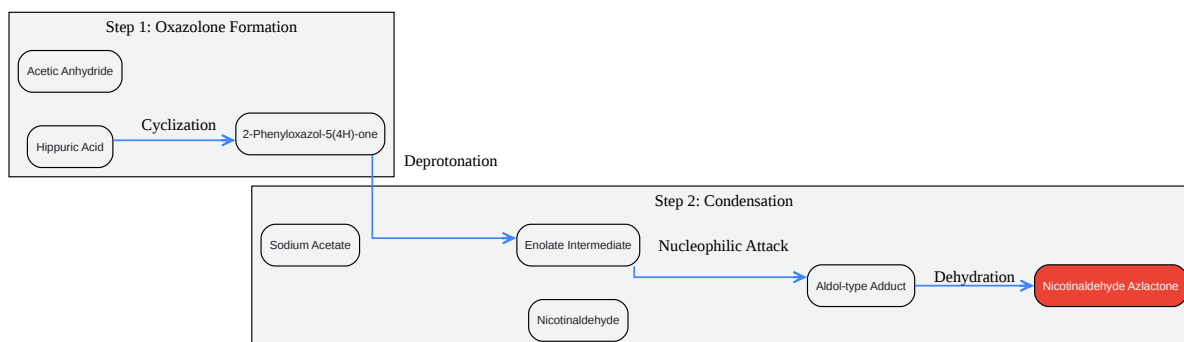 Step 1: Oxazolone Formation
Acetic Anhydride
Cyclization
2-Phenyloxazol-5(4H)-one
Hippuric Acid
Deprotonation
Step 2: Condensation
Sodium Acetate
Enolate Intermediate
Nucleophilic Attack
Aldol-type Adduct
Dehydration
Nicotinaldehyde Azlactone
Nicotinaldehyde